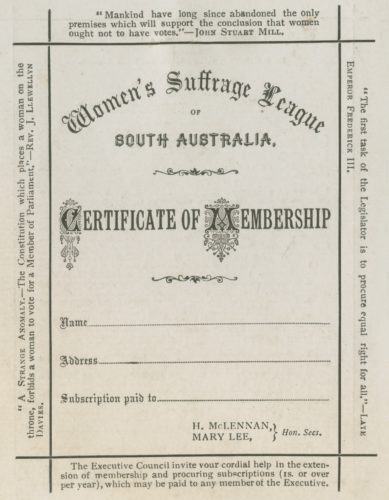 "Mankind have long since abandoned the only
premises which will support the conclusion that women
ought not to have votes."—JOHN STUART MILL.
"A STRANGE ANOMALY.—The Constitution which places a woman on the
throne, forbids a woman to vote for a Member of Parliament,"—REV. J. LLEWELLYN
DAVIES.
Women's Suffrage League
OF
SOUTH AUSTRALIA.
CERTIFICATE OF MEMBERSHIP
Name
Address
Subscription paid to
H. McLENNAN,
MARY LEE,
} Hon. Secs.
"The first task of the Legislator is to procure equal right for all,"—LATE
EMPEROR FREDERICK III.
The Executive Council invite your cordial help in the exten-
sion of membership and procuring subscriptions (1s. or over
per year), which may be paid to any member of the Executive.